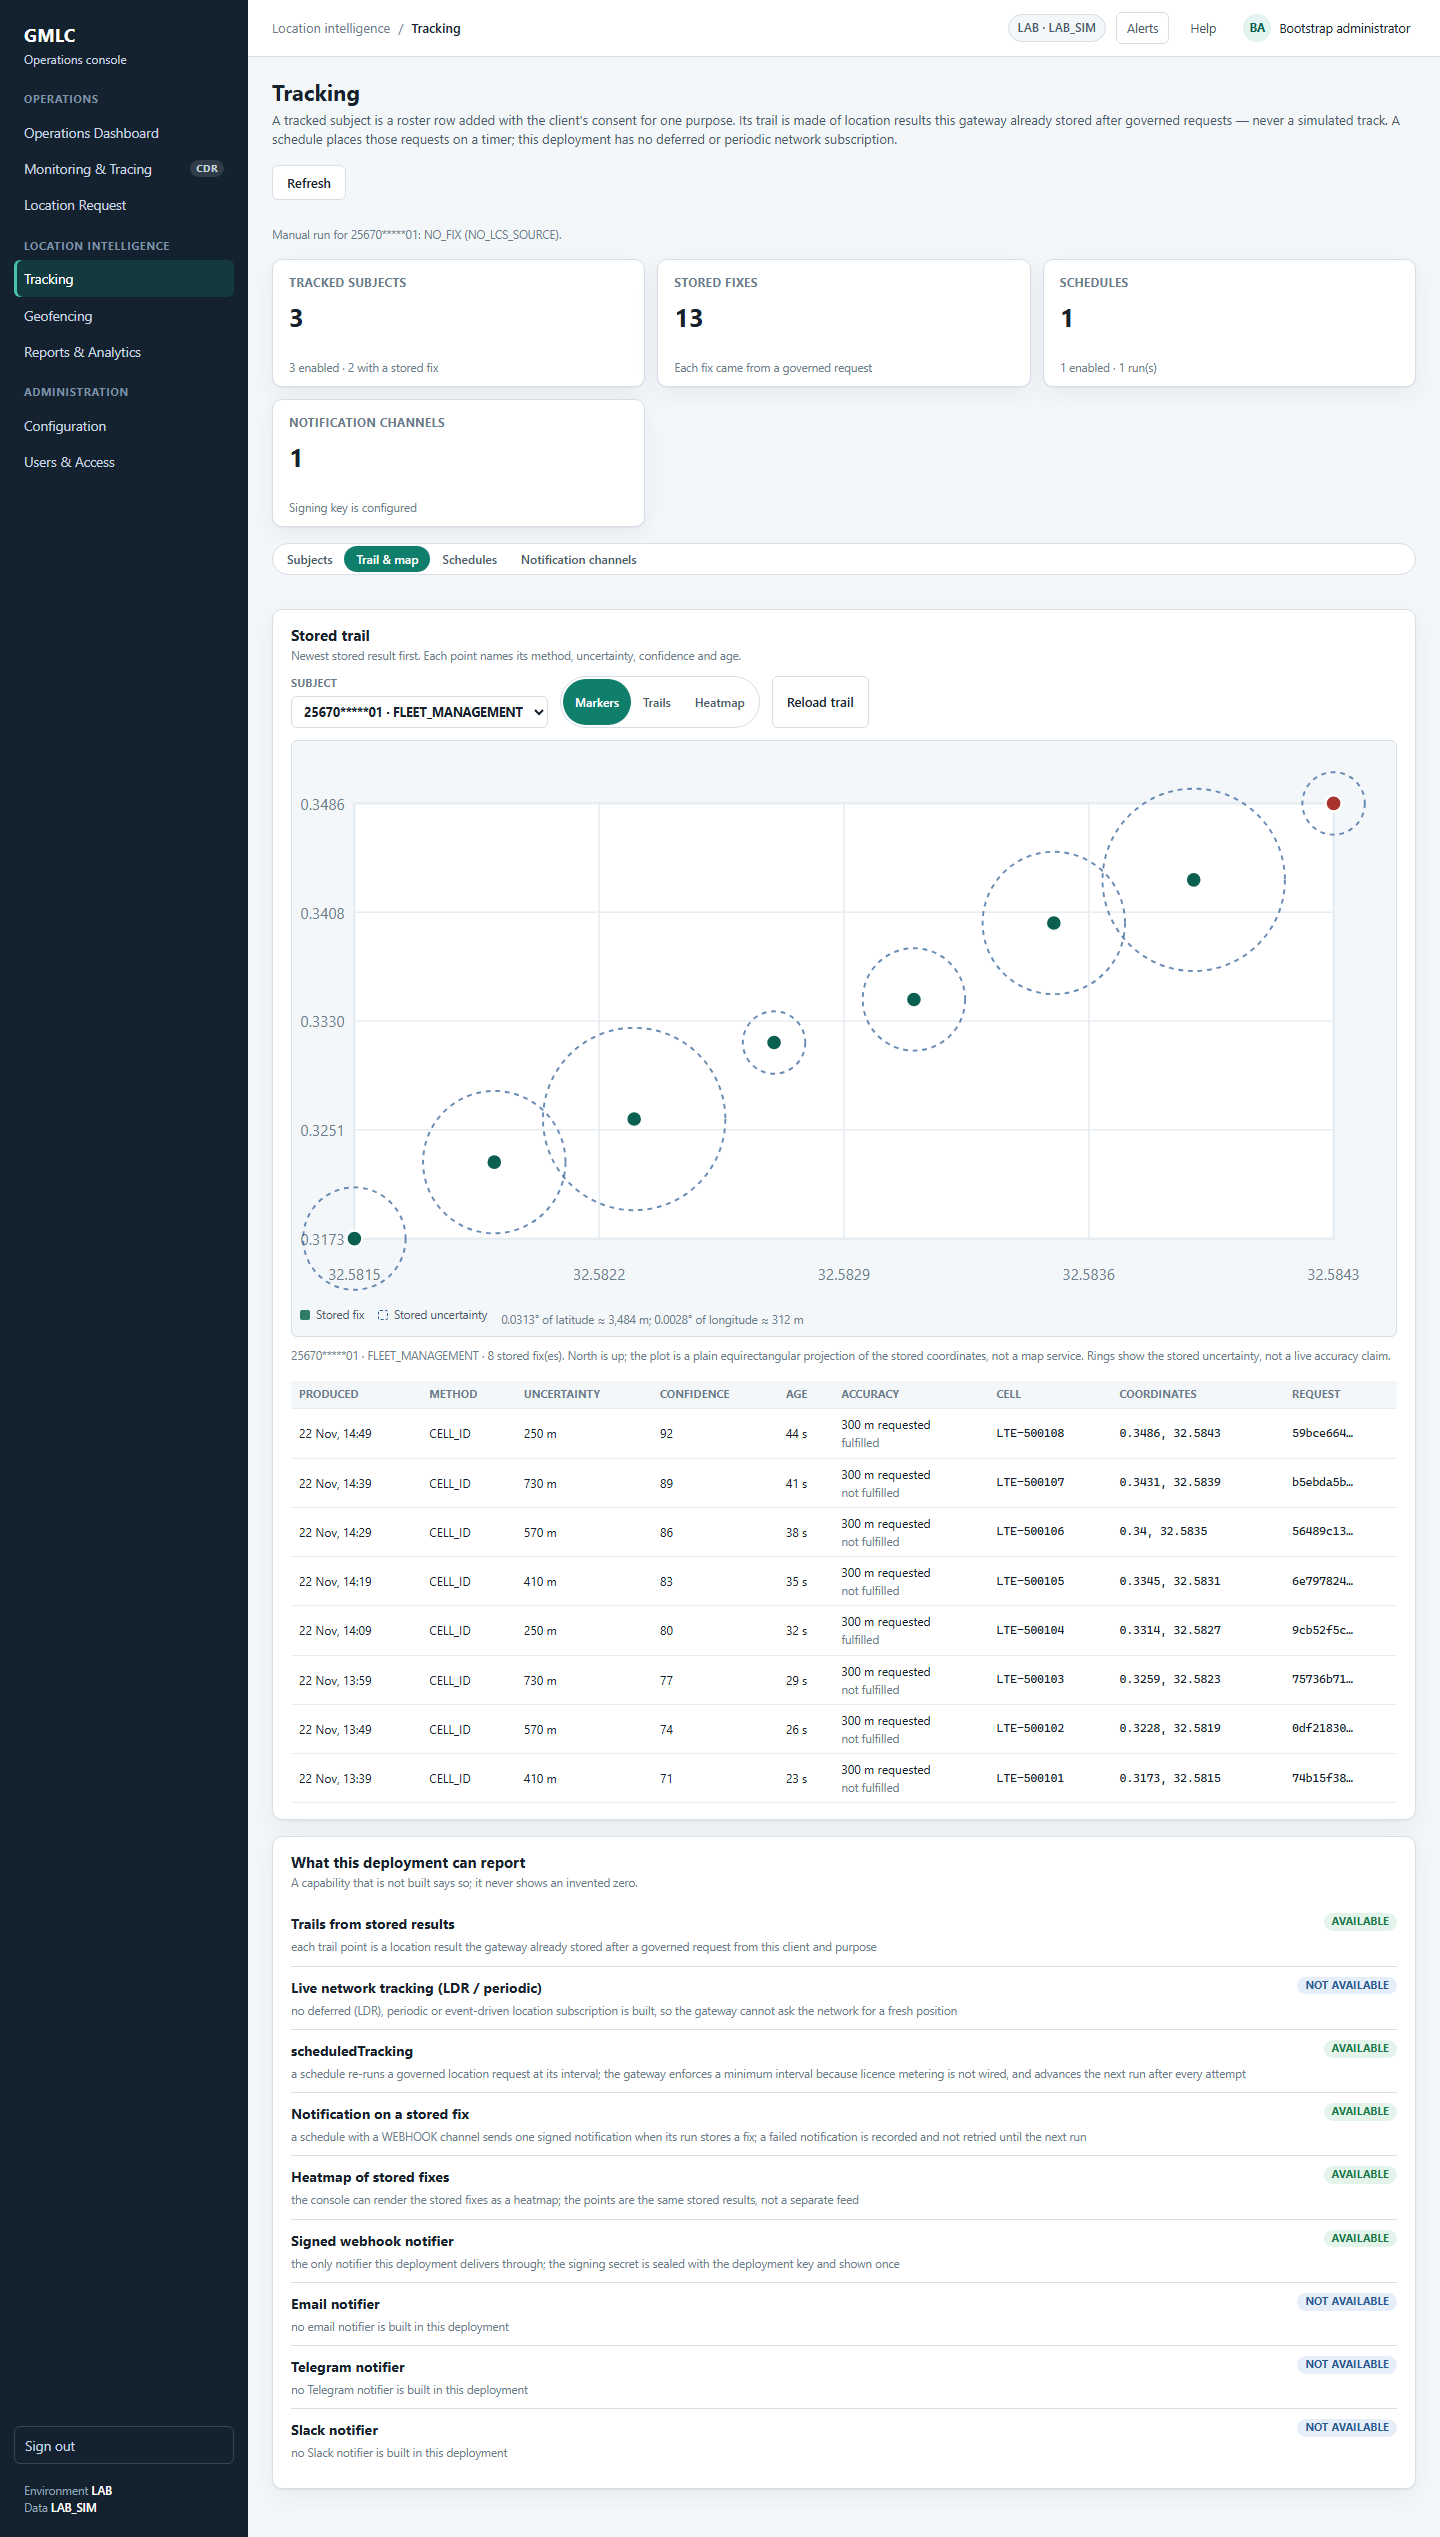 GMLC
Operations console
OPERATIONS
Operations Dashboard
Monitoring & Tracing CDR
Location Request
LOCATION INTELLIGENCE
Tracking
Geofencing
Reports & Analytics
ADMINISTRATION
Configuration
Users & Access
Sign out
Environment LAB
Data LAB_SIM
Location intelligence / Tracking
LAB · LAB_SIM
Alerts
Help
BA Bootstrap administrator
Tracking
A tracked subject is a roster row added with the client's consent for one purpose. Its trail is made of location results this gateway already stored after governed requests — never a simulated track. A
schedule places those requests on a timer; this deployment has no deferred or periodic network subscription.
Refresh
Manual run for 25670*****01: NO_FIX (NO_LCS_SOURCE).
TRACKED SUBJECTS
3
3 enabled · 2 with a stored fix
STORED FIXES
13
Each fix came from a governed request
SCHEDULES
1
1 enabled · 1 run(s)
NOTIFICATION CHANNELS
1
Signing key is configured
Subjects Trail & map Schedules Notification channels
Stored trail
Newest stored result first. Each point names its method, uncertainty, confidence and age.
SUBJECT
25670*****01 · FLEET_MANAGEMENT
Markers Trails Heatmap
Reload trail
0.3486
0.3408
0.3330
0.3251
0.3173
32.5815 32.5822 32.5829 32.5836 32.5843
Stored fix Stored uncertainty 0.0313° of latitude ≈ 3,484 m; 0.0028° of longitude ≈ 312 m
25670*****01 · FLEET_MANAGEMENT · 8 stored fix(es). North is up; the plot is a plain equirectangular projection of the stored coordinates, not a map service. Rings show the stored uncertainty, not a live accuracy claim.
PRODUCED METHOD UNCERTAINTY CONFIDENCE AGE ACCURACY CELL COORDINATES REQUEST
22 Nov, 14:49 CELL_ID 250 m 92 44 s 300 m requested fulfilled LTE-500108 0.3486, 32.5843 59bce664…
22 Nov, 14:39 CELL_ID 730 m 89 41 s 300 m requested not fulfilled LTE-500107 0.3431, 32.5839 b5ebda5b…
22 Nov, 14:29 CELL_ID 570 m 86 38 s 300 m requested not fulfilled LTE-500106 0.34, 32.5835 56489c13…
22 Nov, 14:19 CELL_ID 410 m 83 35 s 300 m requested not fulfilled LTE-500105 0.3345, 32.5831 6e797824…
22 Nov, 14:09 CELL_ID 250 m 80 32 s 300 m requested fulfilled LTE-500104 0.3314, 32.5827 9cb52f5c…
22 Nov, 13:59 CELL_ID 730 m 77 29 s 300 m requested not fulfilled LTE-500103 0.3259, 32.5823 75736b71…
22 Nov, 13:49 CELL_ID 570 m 74 26 s 300 m requested not fulfilled LTE-500102 0.3228, 32.5819 0df21830…
22 Nov, 13:39 CELL_ID 410 m 71 23 s 300 m requested not fulfilled LTE-500101 0.3173, 32.5815 74b15f38…
What this deployment can report
A capability that is not built says so; it never shows an invented zero.
Trails from stored results AVAILABLE
each trail point is a location result the gateway already stored after a governed request from this client and purpose
Live network tracking (LDR / periodic) NOT AVAILABLE
no deferred (LDR), periodic or event-driven location subscription is built, so the gateway cannot ask the network for a fresh position
scheduledTracking AVAILABLE
a schedule re-runs a governed location request at its interval; the gateway enforces a minimum interval because licence metering is not wired, and advances the next run after every attempt
Notification on a stored fix AVAILABLE
a schedule with a WEBHOOK channel sends one signed notification when its run stores a fix; a failed notification is recorded and not retried until the next run
Heatmap of stored fixes AVAILABLE
the console can render the stored fixes as a heatmap; the points are the same stored results, not a separate feed
Signed webhook notifier AVAILABLE
the only notifier this deployment delivers through; the signing secret is sealed with the deployment key and shown once
Email notifier NOT AVAILABLE
no email notifier is built in this deployment
Telegram notifier NOT AVAILABLE
no Telegram notifier is built in this deployment
Slack notifier NOT AVAILABLE
no Slack notifier is built in this deployment